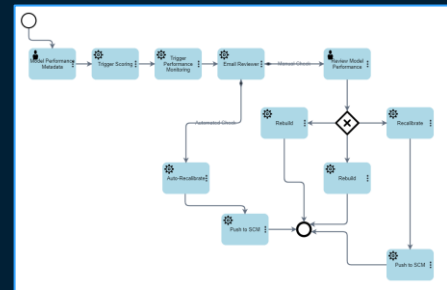 Model Performance
Metadata
Trigger Scoring
Trigger
Performance
Monitoring
Email Reviewer
Manual Check
Review Model
Performance
Automated Check
Rebuild
Recalibrate
Auto-Recalibrate
Rebuild
Push to SCM
Push to SCM